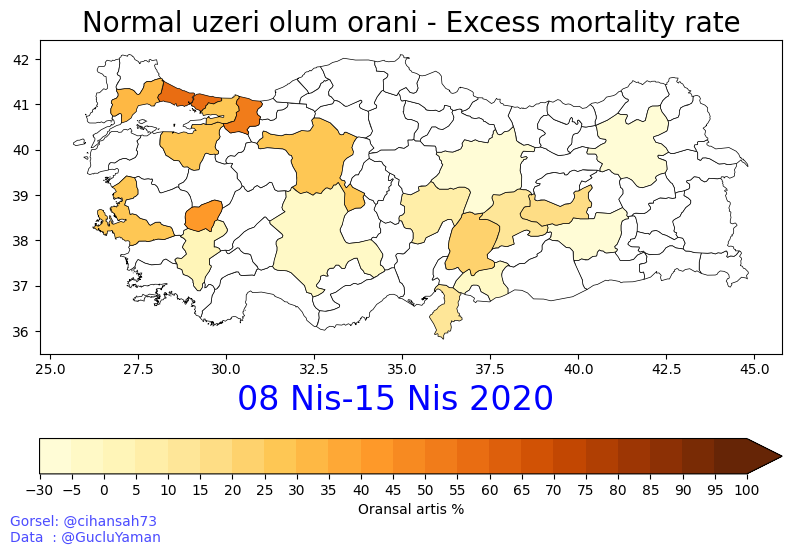 Normal uzeri olum orani - Excess mortality rate
42
41
40
39
38
37
36
25.0 27.5 30.0 32.5 35.0 37.5 40.0 42.5 45.0
08 Nis-15 Nis 2020
−30 −5 0 5 10 15 20 25 30 35 40 45 50 55 60 65 70 75 80 85 90 95 100
Oransal artis %
Gorsel: @cihansah73
Data : @GucluYaman